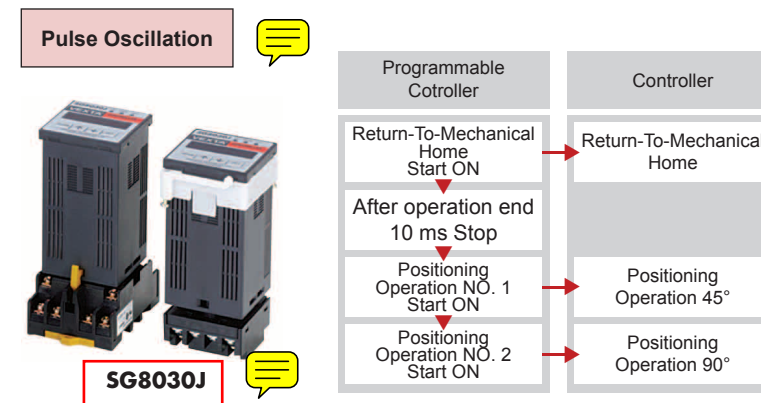 Pulse Oscillation
SG8030J
Programmable
Cotroller
Controller
Return-To-Mechanical
Home
Start ON
Return-To-Mechanical
Home
After operation end
10 ms Stop
Positioning
Operation NO. 1
Start ON
Positioning
Operation 45°
Positioning
Operation NO. 2
Start ON
Positioning
Operation 90°